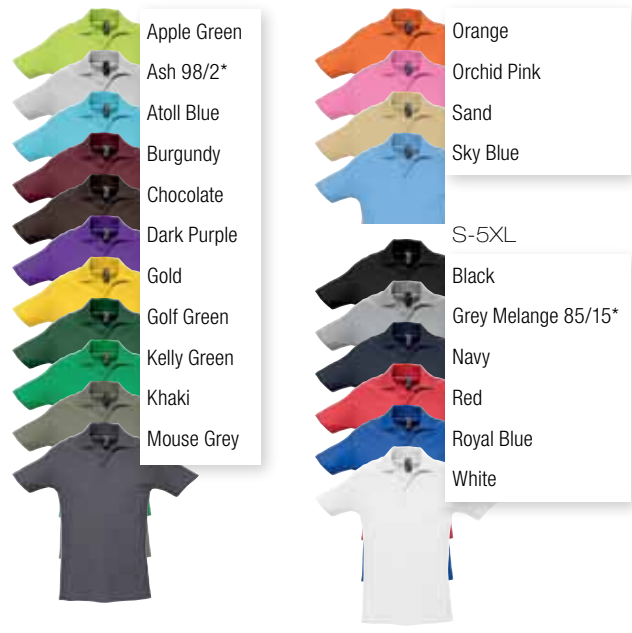 Apple Green
Ash 98/2*
Atoll Blue
Burgundy
Chocolate
Dark Purple
Gold
Golf Green
Kelly Green
Khaki
Mouse Grey
Orange
Orchid Pink
Sand
Sky Blue
S-5XL
Black
Grey Melange 85/15*
Navy
Red
Royal Blue
White